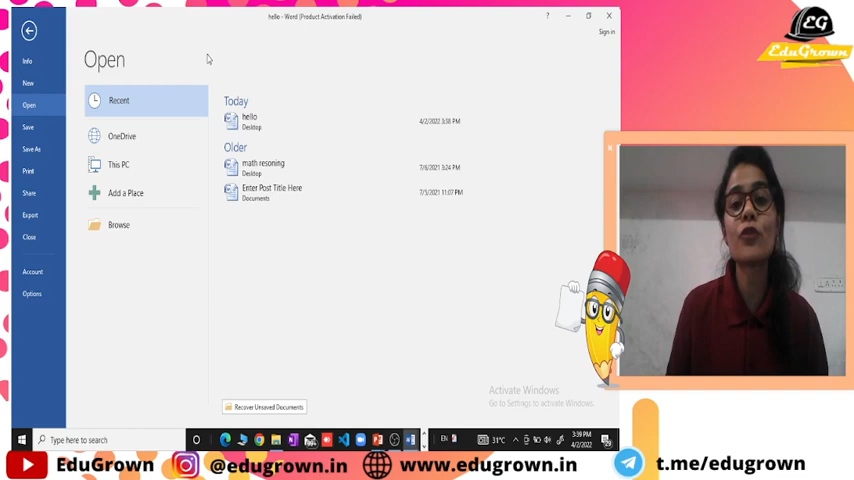 hello - Word (Product Activation Failed)
?
Sign in
EG
EduGrown
Info
New
Open
Save
Save As
Print
Share
Export
Close
Account
Options
Open
Recent
OneDrive
This PC
Add a Place
Browse
Today
hello
Desktop
4/2/2022 3:38 PM
Older
math resoning
Desktop
7/8/2021 3:24 PM
Enter Post Title Here
Documents
7/5/2021 11:07 PM
Recover Unsaved Documents
Activate Windows
Go to Settings to activate Windows.
Type here to search
EN
31°C
3:39 PM
4/2/2022
EduGrown
@edugrown.in
www.edugrown.in
t.me/edugrown